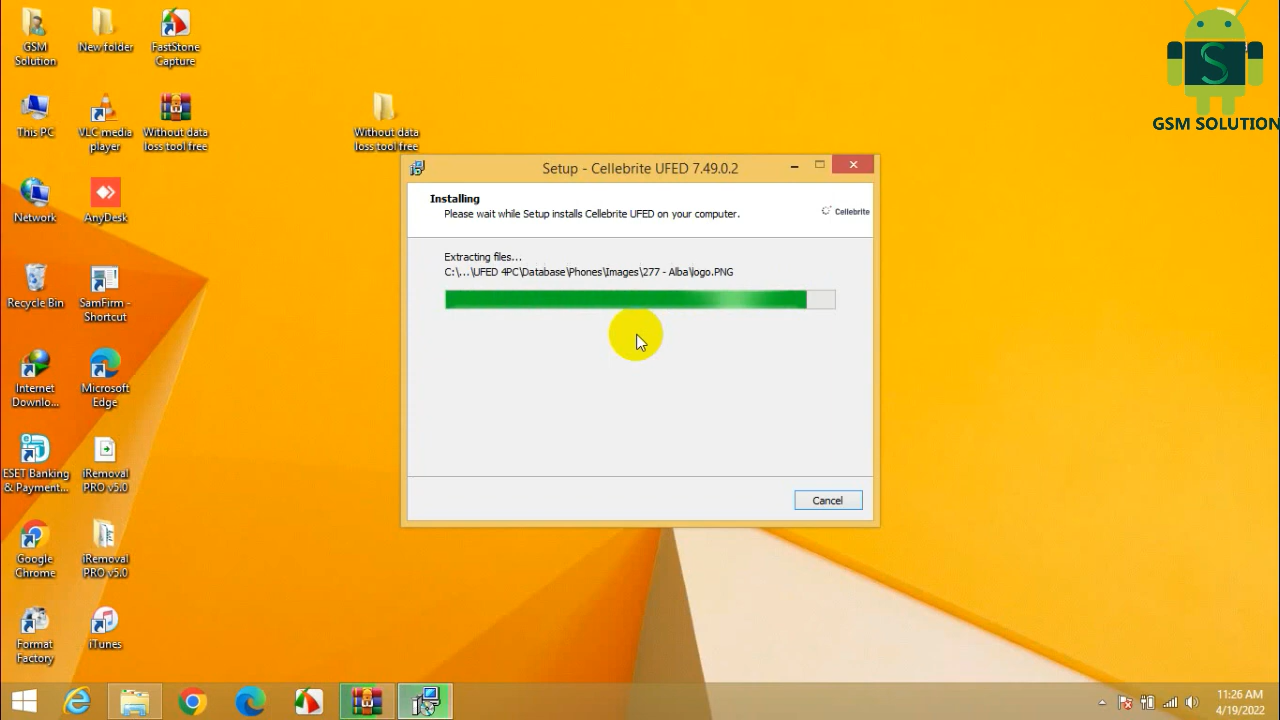 GSM
Solution
New folder
FastStone
Capture
This PC
VLC media
player
Without data
loss tool free
Without data
loss tool free
Network
AnyDesk
Recycle Bin
SamFirm -
Shortcut
Internet
Downlo...
Microsoft
Edge
ESET Banking
& Payment...
iRemoval
PRO v5.0
Google
Chrome
iRemoval
PRO v5.0
Format
Factory
iTunes
S
GSM SOLUTION
Setup - Cellebrite UFED 7.49.0.2
Installing
Please wait while Setup installs Cellebrite UFED on your computer.
Cellebrite
Extracting files...
C:\...\UFED 4PC\Database\Phones\Images\277 - Alba\logo.PNG
Cancel
11:26 AM
4/19/2022